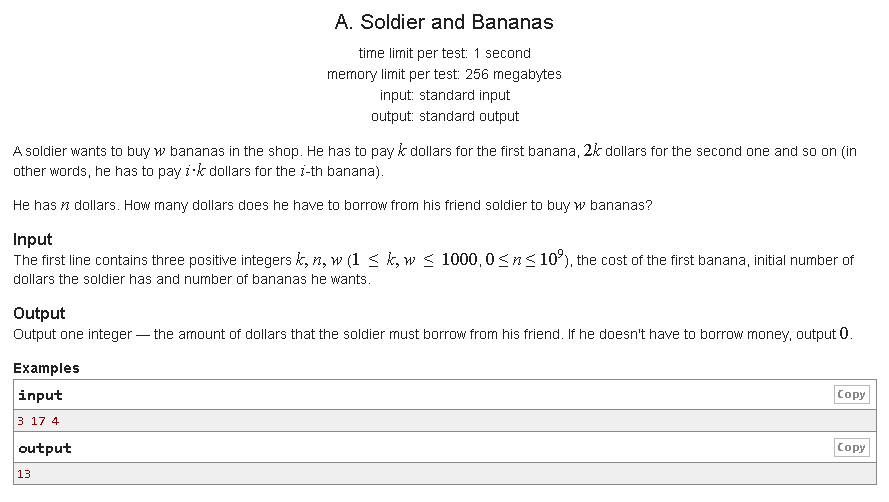 A. Soldier and Bananas
time limit per test: 1 second
memory limit per test: 256 megabytes
input: standard input
output: standard output
A soldier wants to buy w bananas in the shop. He has to pay k dollars for the first banana, 2k dollars for the second one and so on (in
other words, he has to pay i·k dollars for the i-th banana).
He has n dollars. How many dollars does he have to borrow from his friend soldier to buy w bananas?
Input
The first line contains three positive integers k, n, w (1 ≤ k, w ≤ 1000, 0 ≤ n ≤ 10⁹), the cost of the first banana, initial number of
dollars the soldier has and number of bananas he wants.
Output
Output one integer — the amount of dollars that the soldier must borrow from his friend. If he doesn't have to borrow money, output 0.
Examples
input Copy
3 17 4
output Copy
13